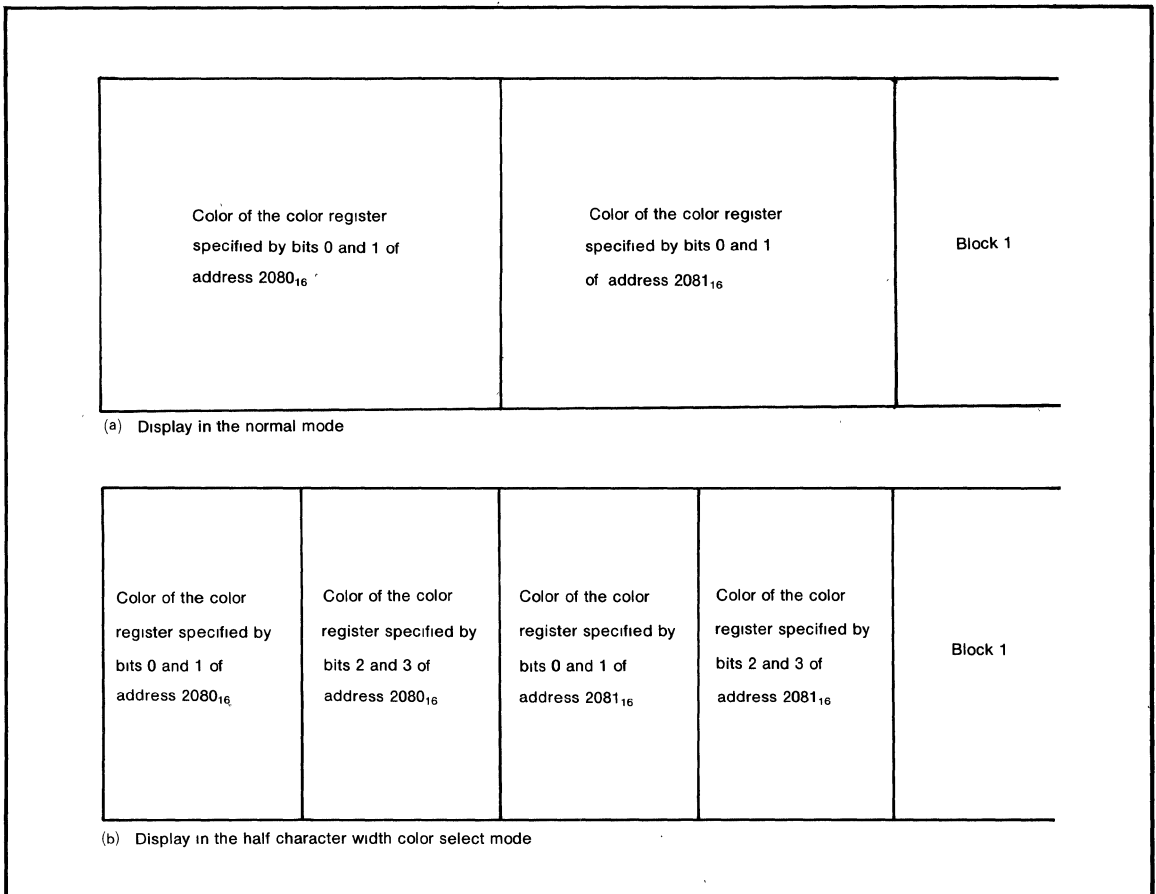 Color of the color register
specified by bits 0 and 1 of
address 2080₁₆
Color of the color register
specified by bits 0 and 1
of address 2081₁₆
Block 1
(a) Display in the normal mode
Color of the color
register specified by
bits 0 and 1 of
address 2080₁₆
Color of the color
register specified by
bits 2 and 3 of
address 2080₁₆
Color of the color
register specified by
bits 0 and 1 of
address 2081₁₆
Color of the color
register specified by
bits 2 and 3 of
address 2081₁₆
Block 1
(b) Display in the half character width color select mode